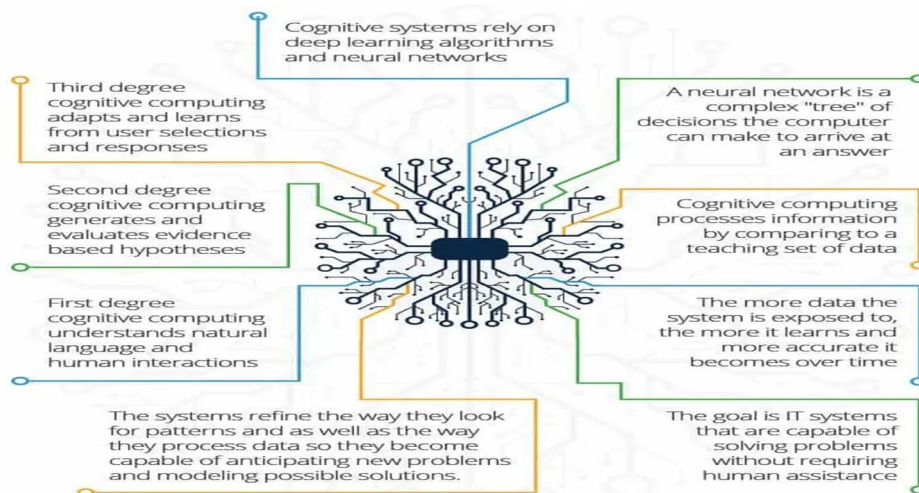 Cognitive systems rely on
deep learning algorithms
and neural networks
Third degree
cognitive computing
adapts and learns
from user selections
and responses
A neural network is a
complex "tree" of
decisions the computer
can make to arrive at
an answer
Second degree
cognitive computing
generates and
evaluates evidence
based hypotheses
Cognitive computing
processes information
by comparing to a
teaching set of data
First degree
cognitive computing
understands natural
language and
human interactions
The more data the
system is exposed to,
the more it learns and
more accurate it
becomes over time
The systems refine the way they look
for patterns and as well as the way
they process data so they become
capable of anticipating new problems
and modeling possible solutions.
The goal is IT systems
that are capable of
solving problems
without requiring
human assistance